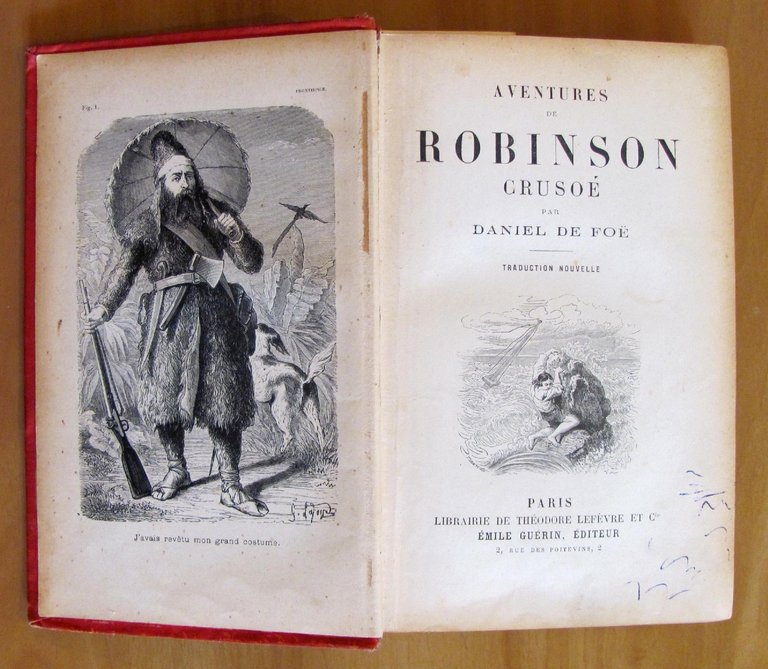 Fig. 1.
FRONTISPICE.
J'avais revêtu mon grand costume.
AVENTURES
DE
ROBINSON
CRUSOÉ
PAR
DANIEL DE FOË
TRADUCTION NOUVELLE
PARIS
LIBRAIRIE DE THÉODORE LEFÈVRE ET Cie
ÉMILE GUÉRIN, ÉDITEUR
2, RUE DES POITEVINS, 2